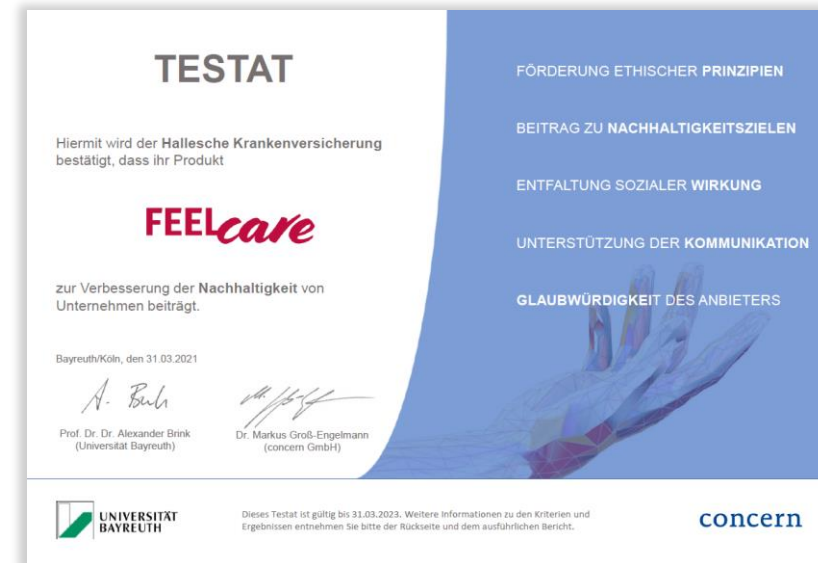 TESTAT
Hiermit wird der Hallesche Krankenversicherung
bestätigt, dass ihr Produkt
FEELcare
zur Verbesserung der Nachhaltigkeit von
Unternehmen beiträgt.
Bayreuth/Köln, den 31.03.2021
Prof. Dr. Dr. Alexander Brink
(Universität Bayreuth)
Dr. Markus Groß-Engelmann
(concern GmbH)
FÖRDERUNG ETHISCHER PRINZIPIEN
BEITRAG ZU NACHHALTIGKEITSZIELEN
ENTFALTUNG SOZIALER WIRKUNG
UNTERSTÜTZUNG DER KOMMUNIKATION
GLAUBWÜRDIGKEIT DES ANBIETERS
UNIVERSITÄT
BAYREUTH
Dieses Testat ist gültig bis 31.03.2023. Weitere Informationen zu den Kriterien und
Ergebnissen entnehmen Sie bitte der Rückseite und dem ausführlichen Bericht.
concern